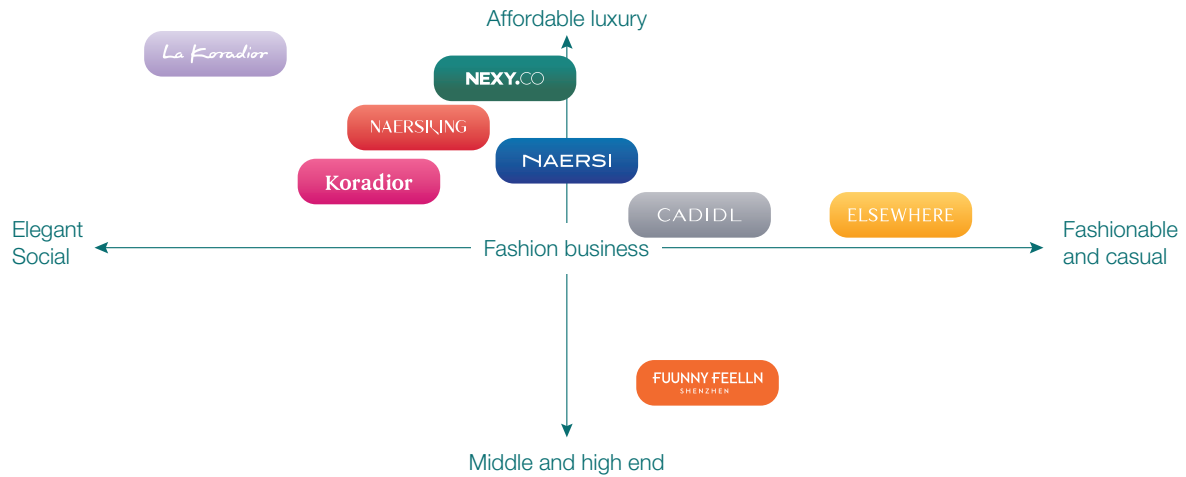 Affordable luxury
La Koradior
NEXY.CO
NAERSILING
NAERSI
Koradior
CADIDL
ELSEWHERE
Elegant
Social
Fashion business
Fashionable
and casual
FUUNNY FEELLN
SHENZHEN
Middle and high end